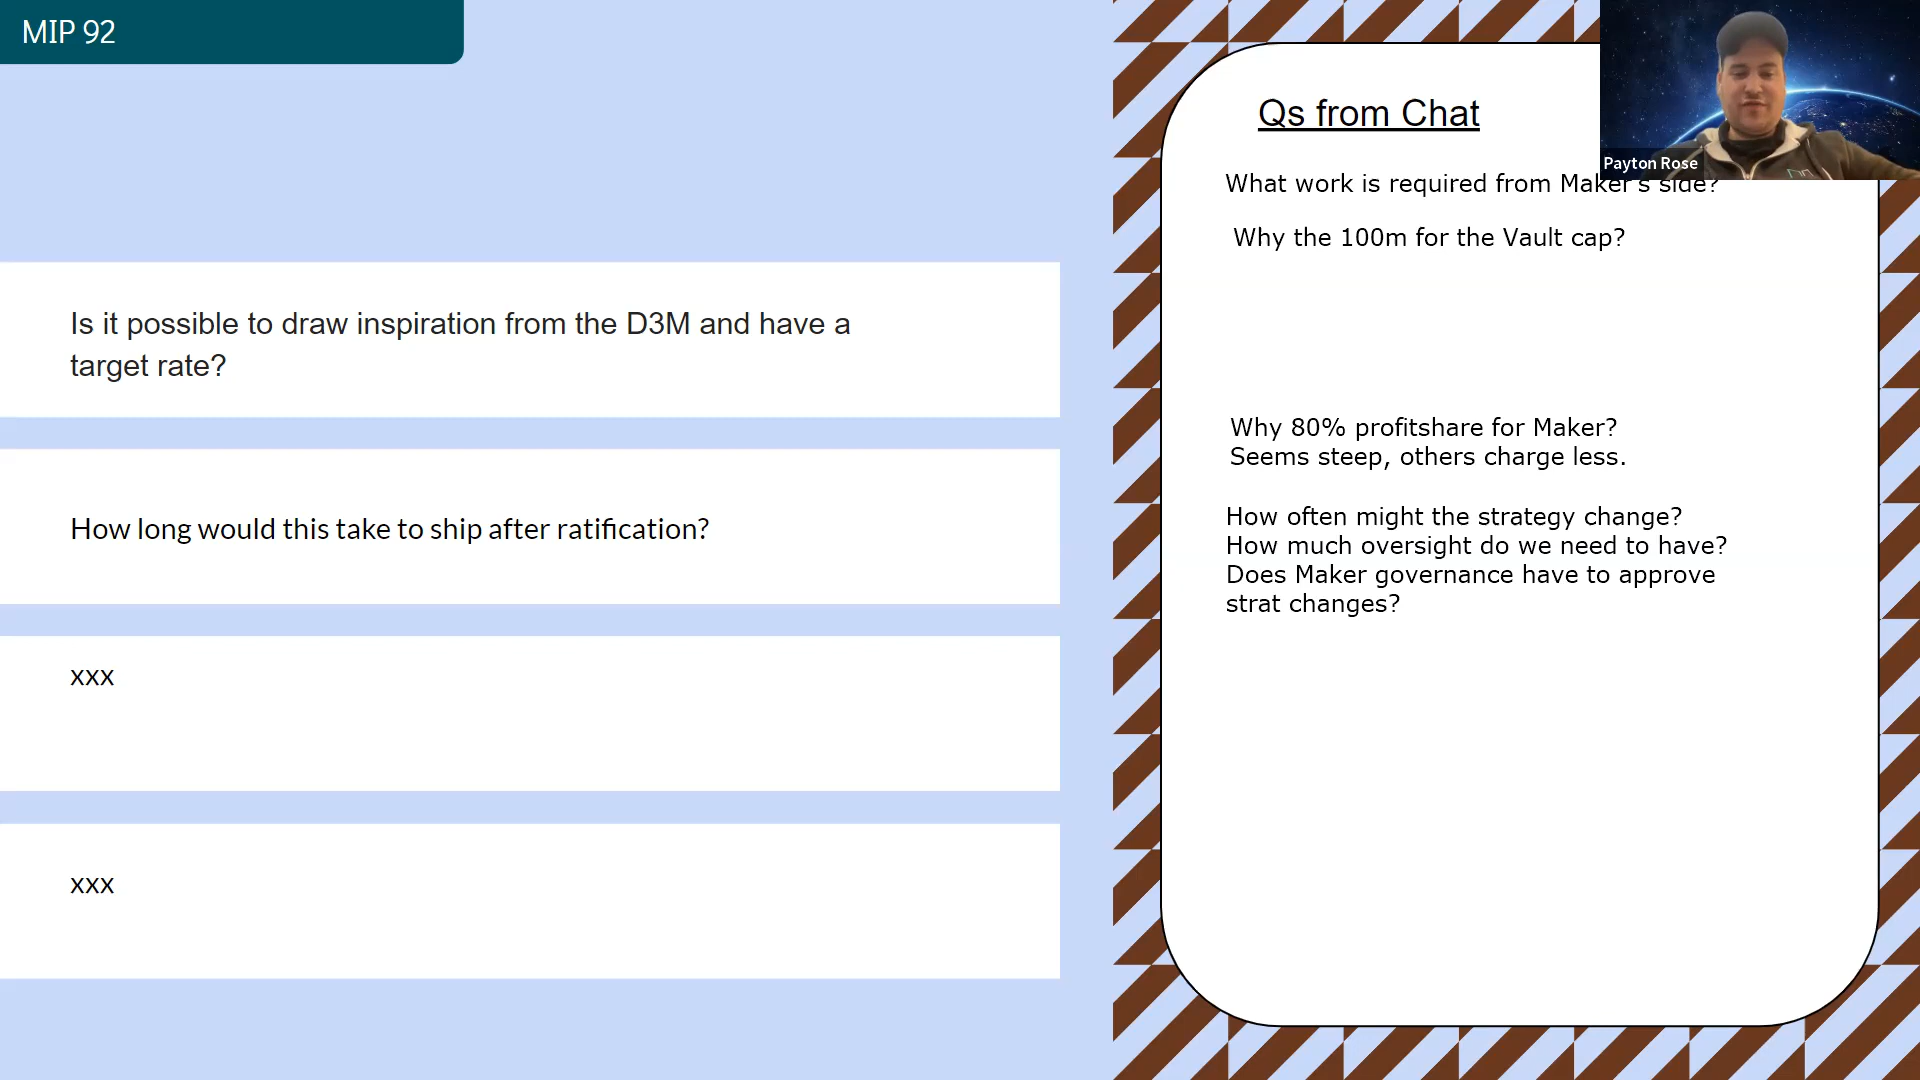 MIP 92
Is it possible to draw inspiration from the D3M and have a
target rate?
How long would this take to ship after ratification?
xxx
xxx
Qs from Chat
What work is required from Maker's side?
Why the 100m for the Vault cap?
Why 80% profitshare for Maker?
Seems steep, others charge less.
How often might the strategy change?
How much oversight do we need to have?
Does Maker governance have to approve
strat changes?
Payton Rose